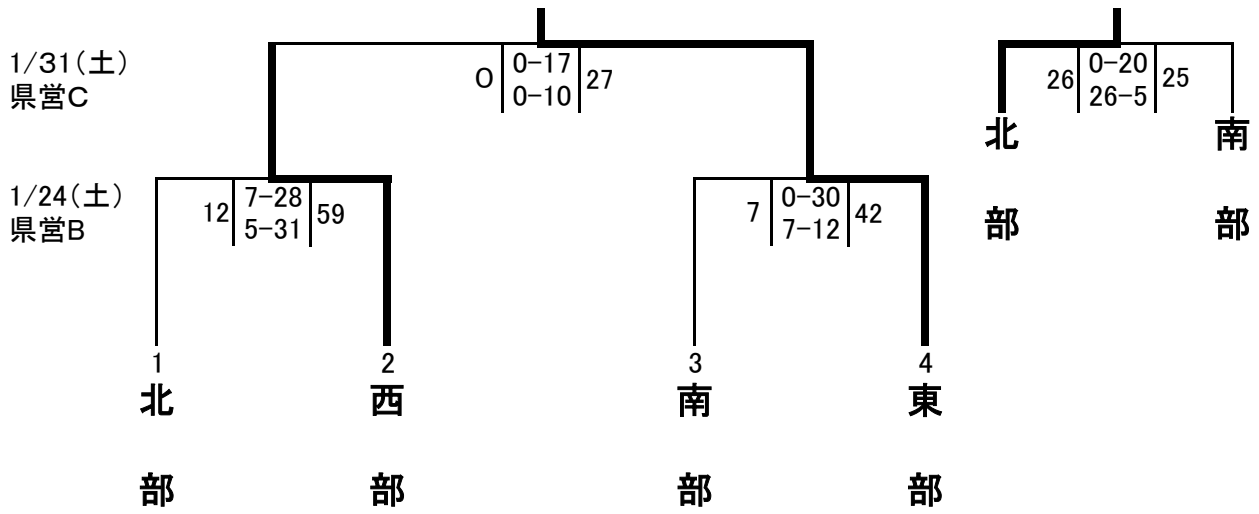 1/31(土)
県営C
0 0-17 27
0-10
26 0-20 25
26-5
北部
南部
1/24(土)
県営B
12 7-28 59
5-31
7 0-30 42
7-12
1 2 3 4
北部
西部
南部
東部